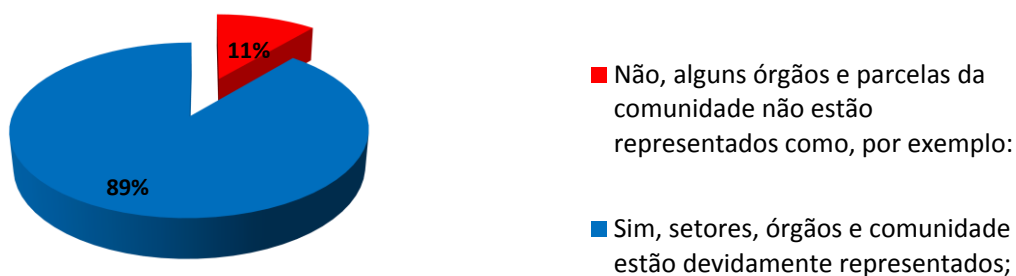 11%
89%
Não, alguns órgãos e parcelas da
comunidade não estão
representados como, por exemplo:
Sim, setores, órgãos e comunidade
estão devidamente representados;